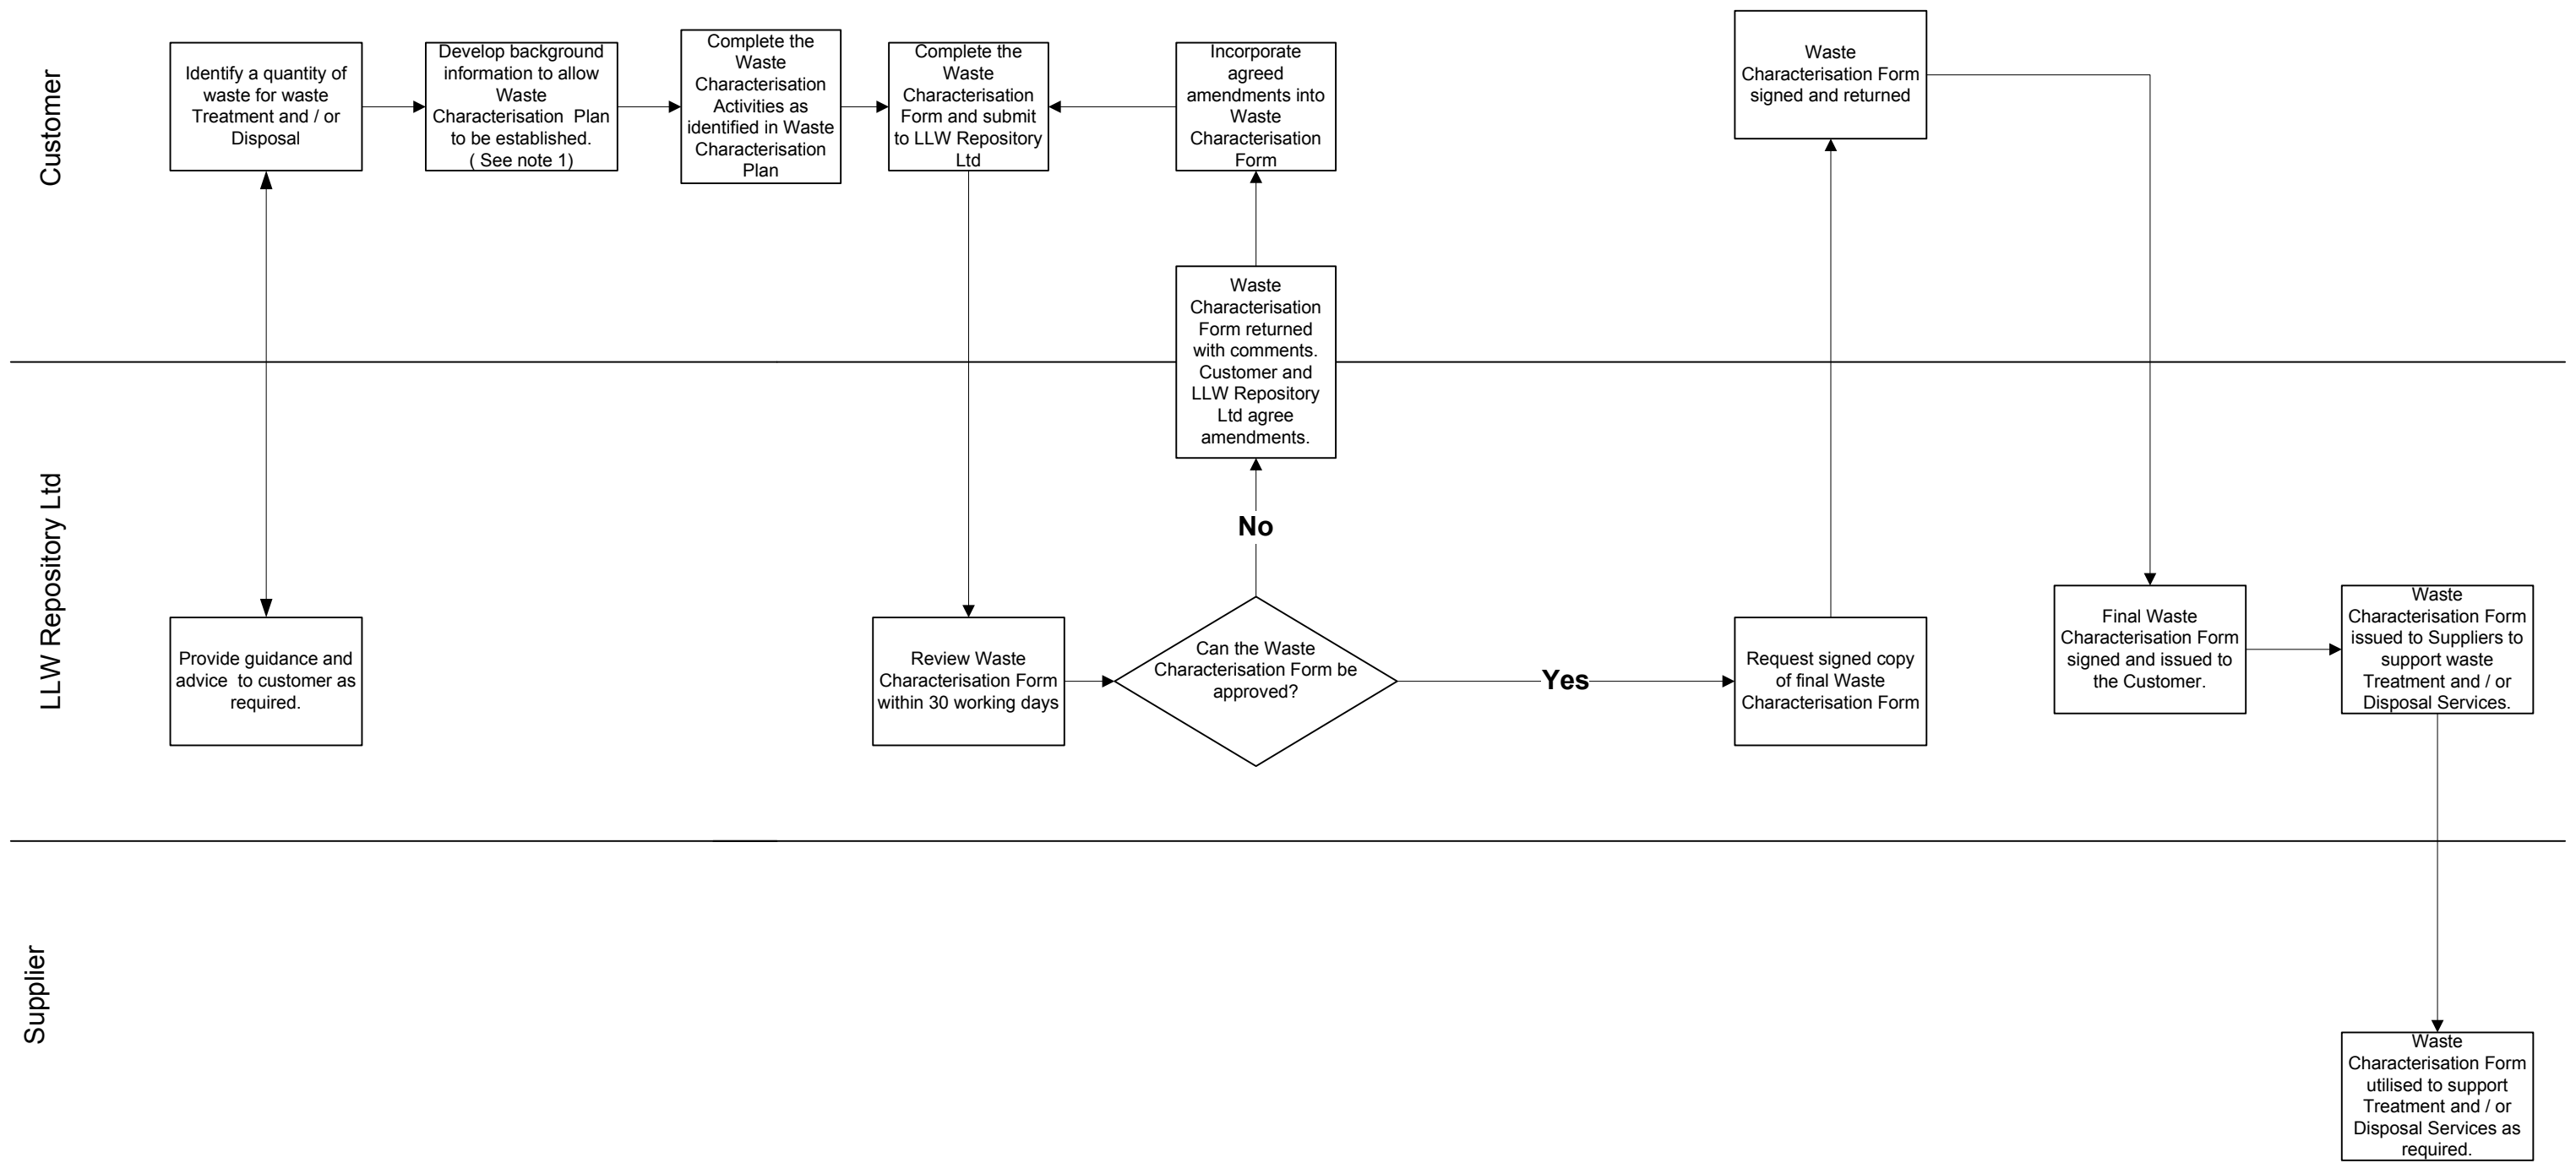 Customer
Identify a quantity of
waste for waste
Treatment and / or
Disposal
Develop background
information to allow
Waste
Characterisation Plan
to be established.
( See note 1)
Complete the
Waste
Characterisation
Activities as
identified in Waste
Characterisation
Plan
Complete the
Waste
Characterisation
Form and submit
to LLW Repository
Ltd
Incorporate
agreed
amendments into
Waste
Characterisation
Form
Waste
Characterisation Form
signed and returned
Waste
Characterisation
Form returned
with comments.
Customer and
LLW Repository
Ltd agree
amendments.
No
LLW Repository Ltd
Provide guidance and
advice to customer as
required.
Review Waste
Characterisation Form
within 30 working days
Can the Waste
Characterisation Form be
approved?
Yes
Request signed copy
of final Waste
Characterisation Form
Final Waste
Characterisation Form
signed and issued to
the Customer.
Waste
Characterisation Form
issued to Suppliers to
support waste
Treatment and / or
Disposal Services.
Supplier
Waste
Characterisation Form
utilised to support
Treatment and / or
Disposal Services as
required.